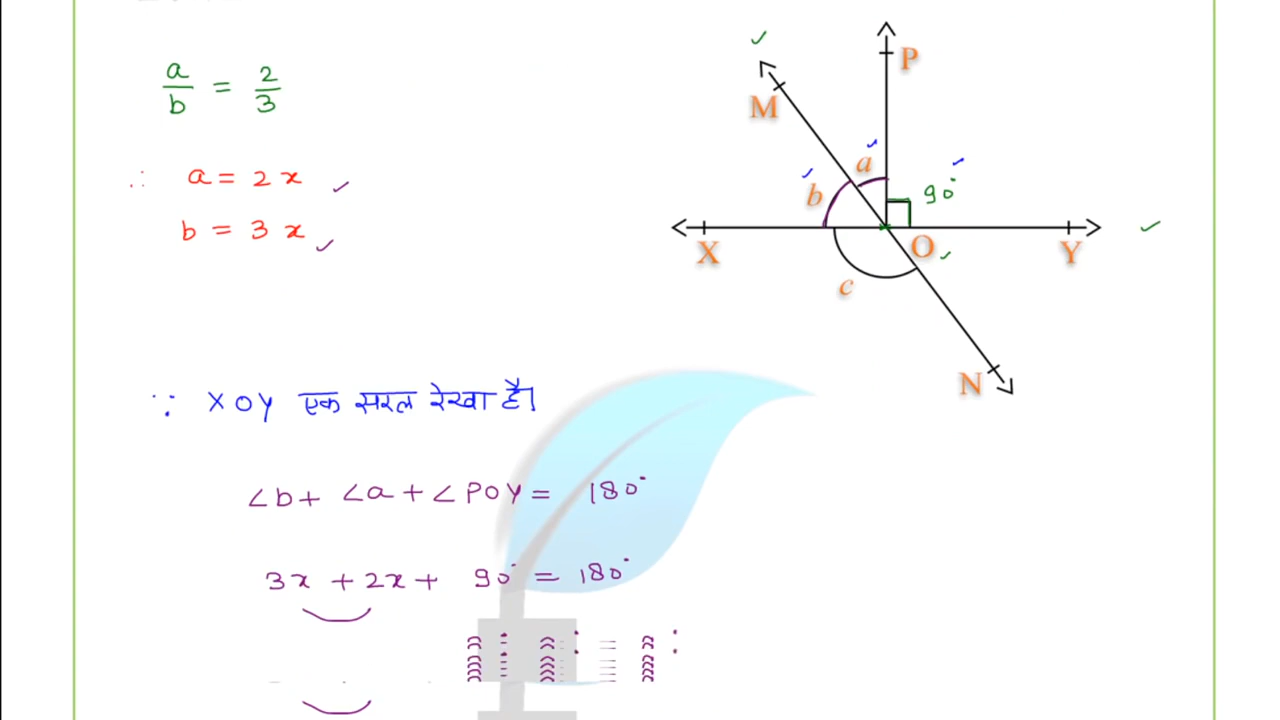 a/b = 2/3
∴ a = 2x
b = 3x
M
P
a
b
90°
X
O
Y
c
N
∵ XOY एक सरल रेखा है।
∠b + ∠a + ∠POY = 180°
3x + 2x + 90° = 180°